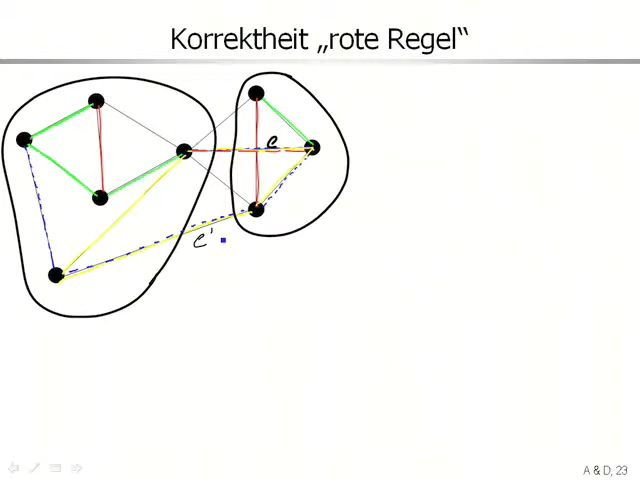 Korrektheit „rote Regel“
e
e'
A & D, 23